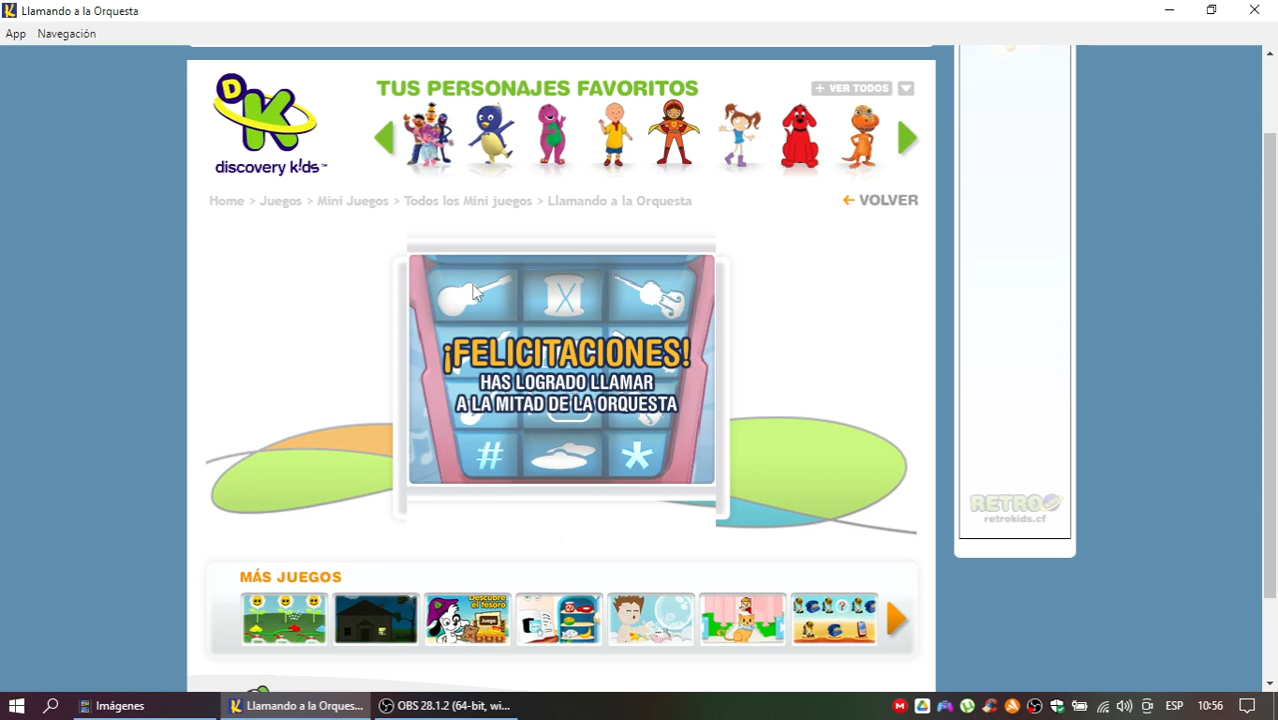 Llamando a la Orquesta
App Navegación
D
K
discovery k!ds™
TUS PERSONAJES FAVORITOS
+ VER TODOS
Home > Juegos > Mini Juegos > Todos los Mini juegos > Llamando a la Orquesta
← VOLVER
¡FELICITACIONES!
HAS LOGRADO LLAMAR
A LA MITAD DE LA ORQUESTA
# *
RETRO
retrokids.cf
MÁS JUEGOS
Descubre
el tesoro
Juega
?
Imágenes
Llamando a la Orques...
OBS 28.1.2 (64-bit, wi...
ESP
10:56